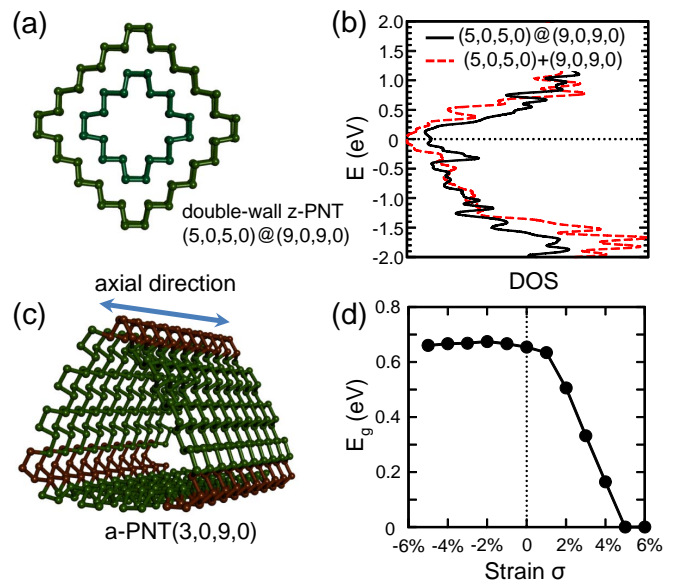 (a)
double-wall z-PNT
(5,0,5,0)@(9,0,9,0)
(b)
2.0
1.5
1.0
0.5
0
-0.5
-1.0
-1.5
-2.0
E (eV)
(5,0,5,0)@(9,0,9,0)
(5,0,5,0)+(9,0,9,0)
DOS
(c)
axial direction
a-PNT(3,0,9,0)
(d)
0.8
0.6
0.4
0.2
0
E_g (eV)
-6% -4% -2% 0 2% 4% 6%
Strain σ